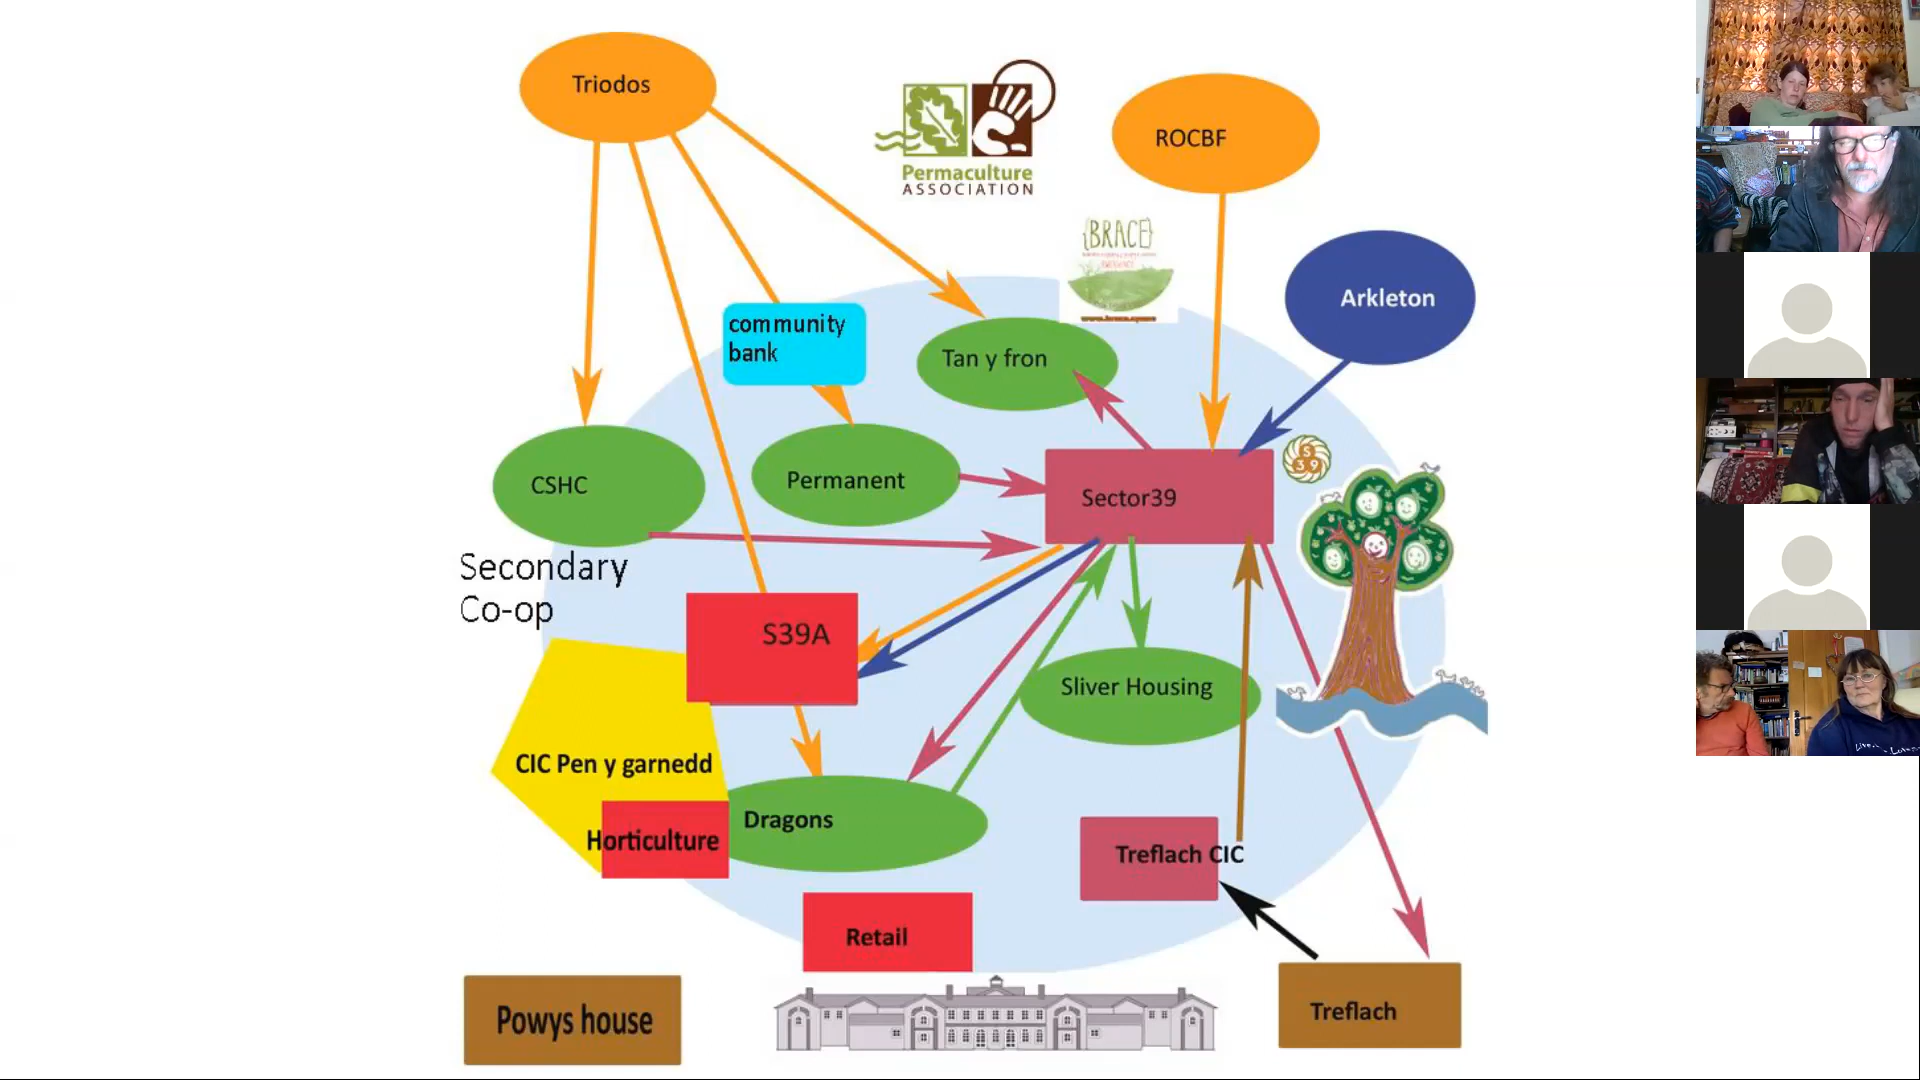 Triodos
Permaculture
ASSOCIATION
ROCBF
{BRACE}
Arkleton
community
bank
Tan y fron
CSHC
Permanent
Sector39
S
39
Secondary
Co-op
S39A
Sliver Housing
CIC Pen y garnedd
Horticulture
Dragons
Treflach CIC
Retail
Powys house
Treflach